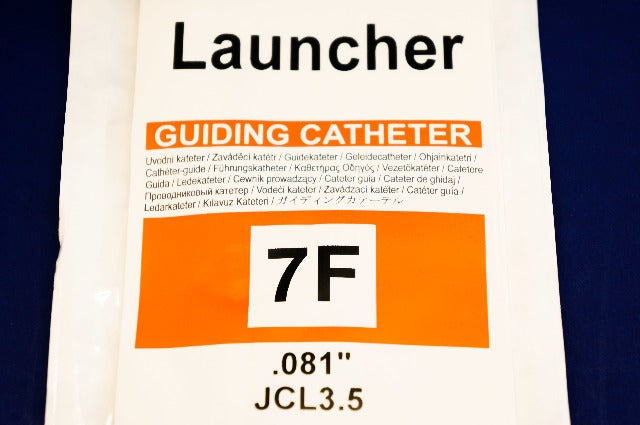 Launcher
GUIDING CATHETER
Uvodni kateter / Zaváděcí katétr / Guidekateter / Geleidecatheter / Ohjainkatetri /
Cathéter-guide / Führungskatheter / Καθετήρας Οδηγός / Vezetőkatéter / Catetere
Guida / Ledekateter / Cewnik prowadzący / Cateter guia / Cateter de ghidaj /
Проводниковый катетер / Vodeći kateter / Zavádzací katéter / Catéter guía /
Ledarkateter / Kılavuz Kateteri / ガイディングカテーテル
7F
.081"
JCL3.5